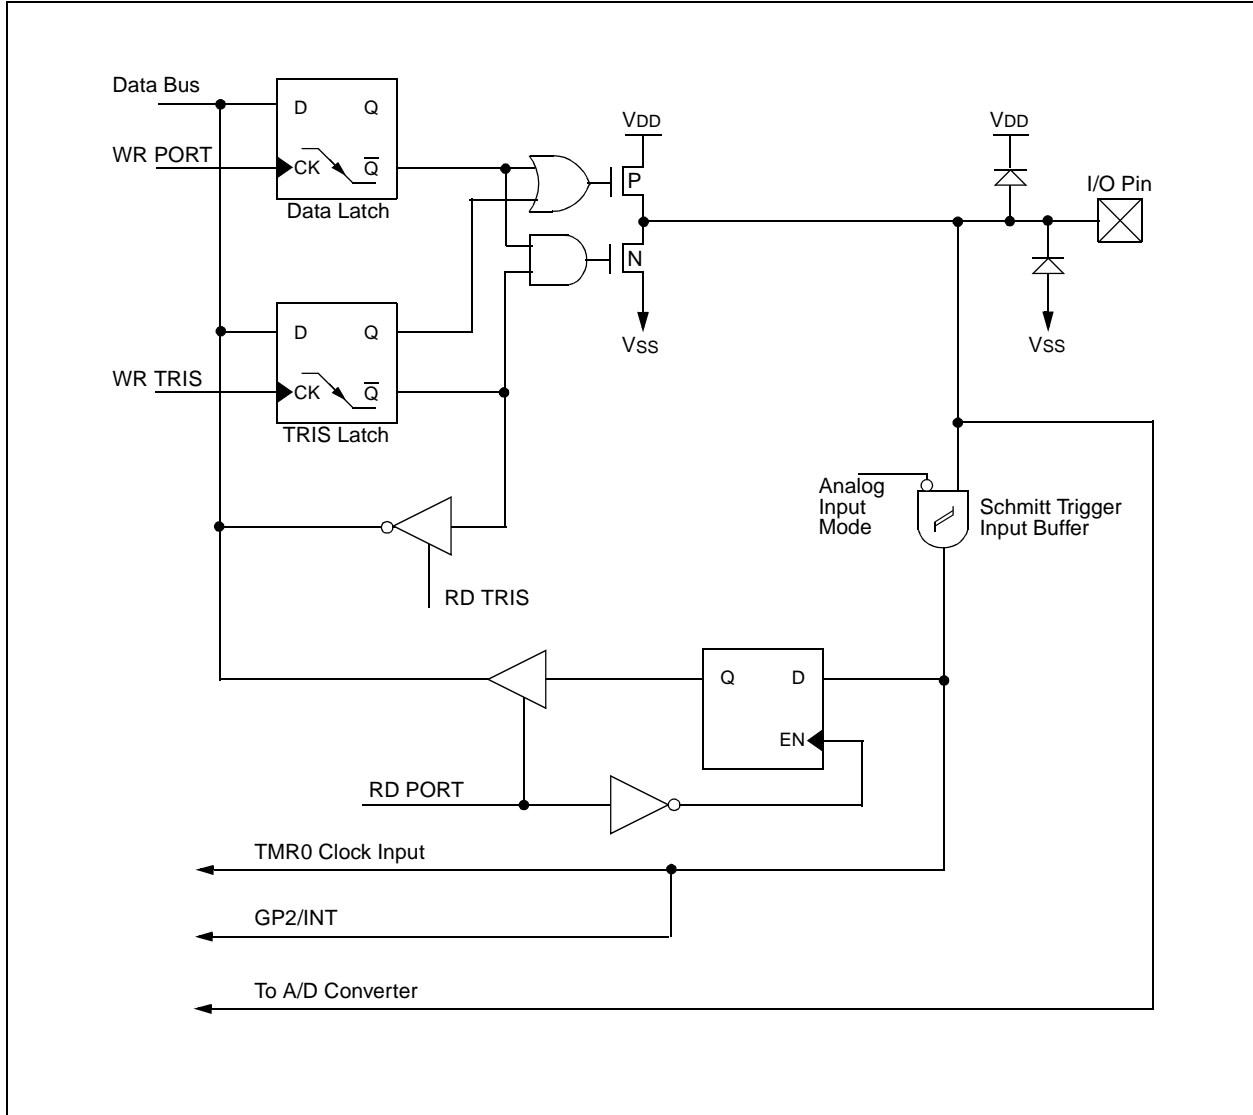 Data Bus
D Q
WR PORT
CK Q
Data Latch
VDD
P
N
VSS
VDD
I/O Pin
VSS
D Q
WR TRIS
CK Q
TRIS Latch
Analog
Input
Mode
Schmitt Trigger
Input Buffer
RD TRIS
Q D
EN
RD PORT
TMR0 Clock Input
GP2/INT
To A/D Converter